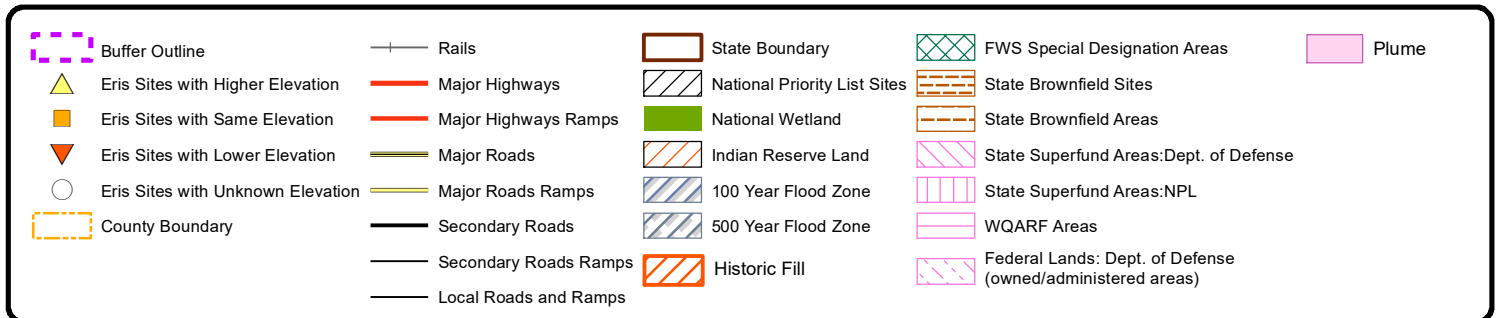 Buffer Outline
Eris Sites with Higher Elevation
Eris Sites with Same Elevation
Eris Sites with Lower Elevation
Eris Sites with Unknown Elevation
County Boundary
Rails
Major Highways
Major Highways Ramps
Major Roads
Major Roads Ramps
Secondary Roads
Secondary Roads Ramps
Local Roads and Ramps
State Boundary
National Priority List Sites
National Wetland
Indian Reserve Land
100 Year Flood Zone
500 Year Flood Zone
Historic Fill
FWS Special Designation Areas
State Brownfield Sites
State Brownfield Areas
State Superfund Areas:Dept. of Defense
State Superfund Areas:NPL
WQARF Areas
Federal Lands: Dept. of Defense
(owned/administered areas)
Plume